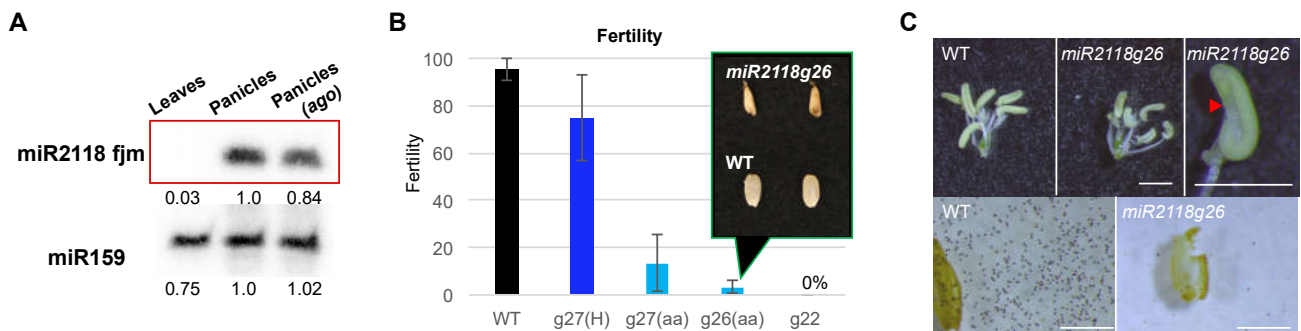 A
Leaves
Panicles
Panicles
(ago)
miR2118 fjm
0.03 1.0 0.84
miR159
0.75 1.0 1.02
B
Fertility
Fertility
100
80
60
40
20
0
miR2118g26
WT
0%
WT g27(H) g27(aa) g26(aa) g22
C
WT
miR2118g26
miR2118g26
WT
miR2118g26